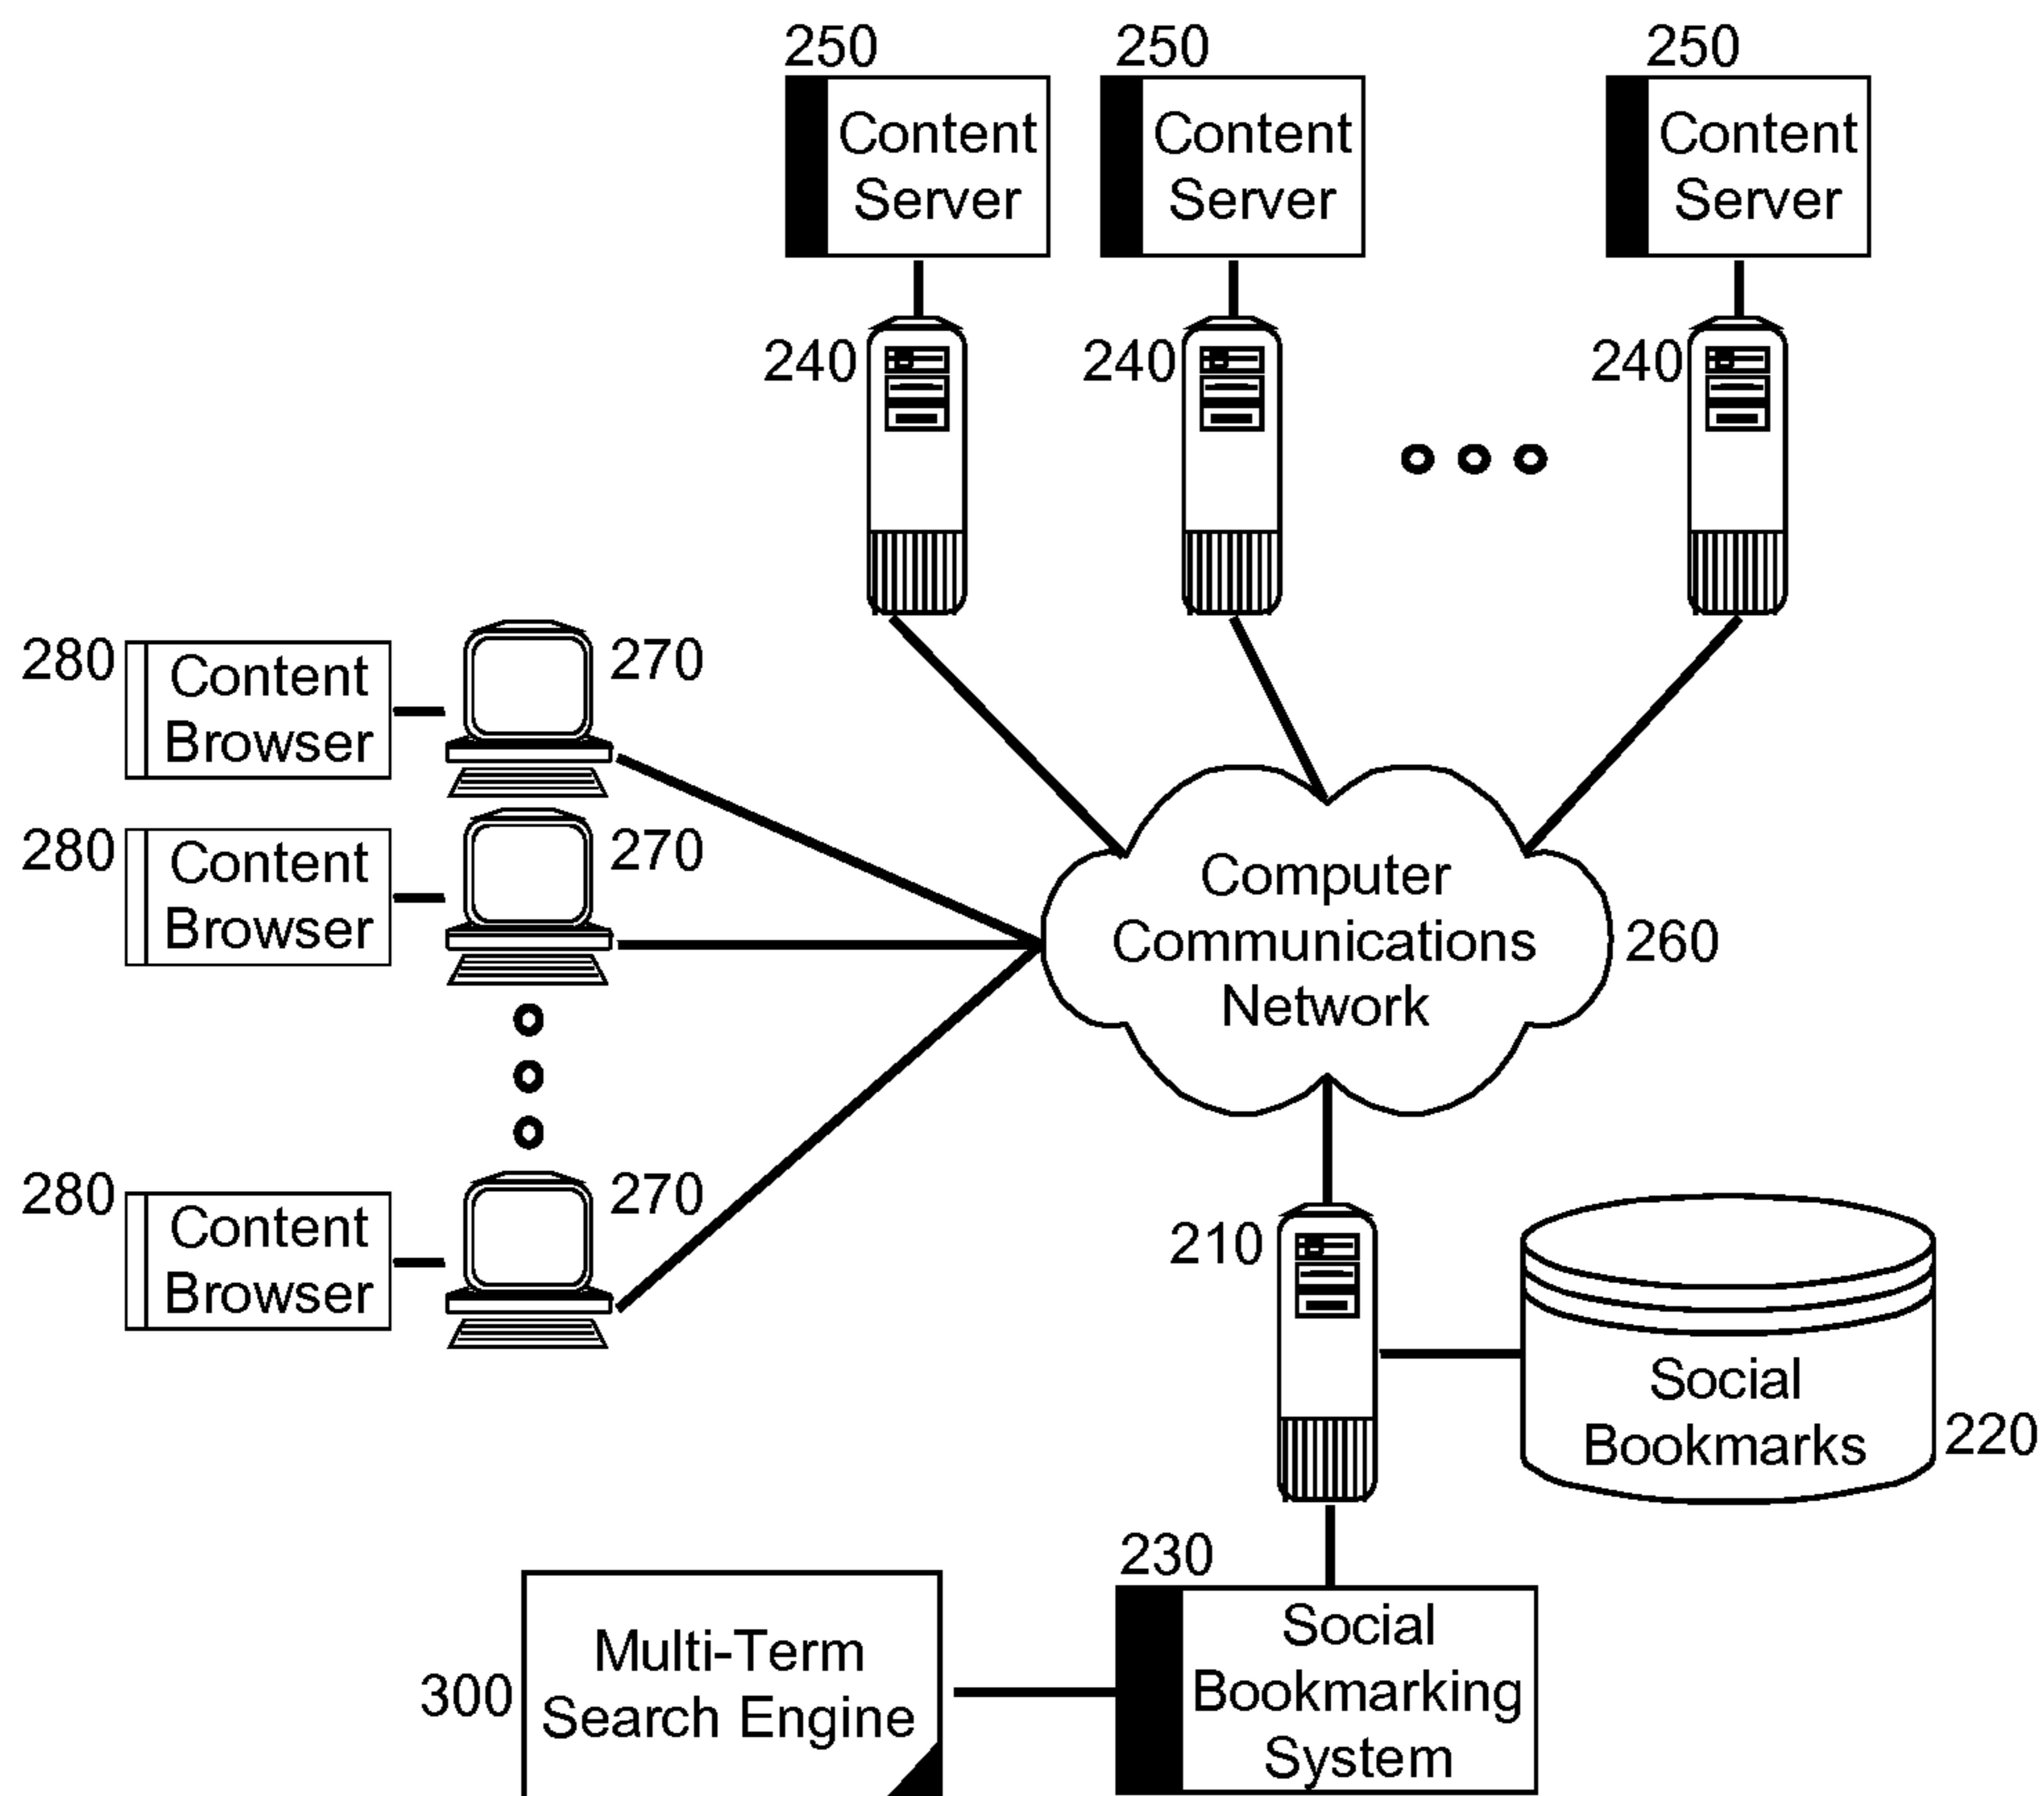 250 250 250
Content Content Content
Server Server Server
240 240 240
280 Content 270
Browser
280 Content 270
Browser
Computer
Communications 260
Network
280 Content 270
Browser
210
Social
Bookmarks 220
230
Multi-Term
Search Engine
300
Social
Bookmarking
System